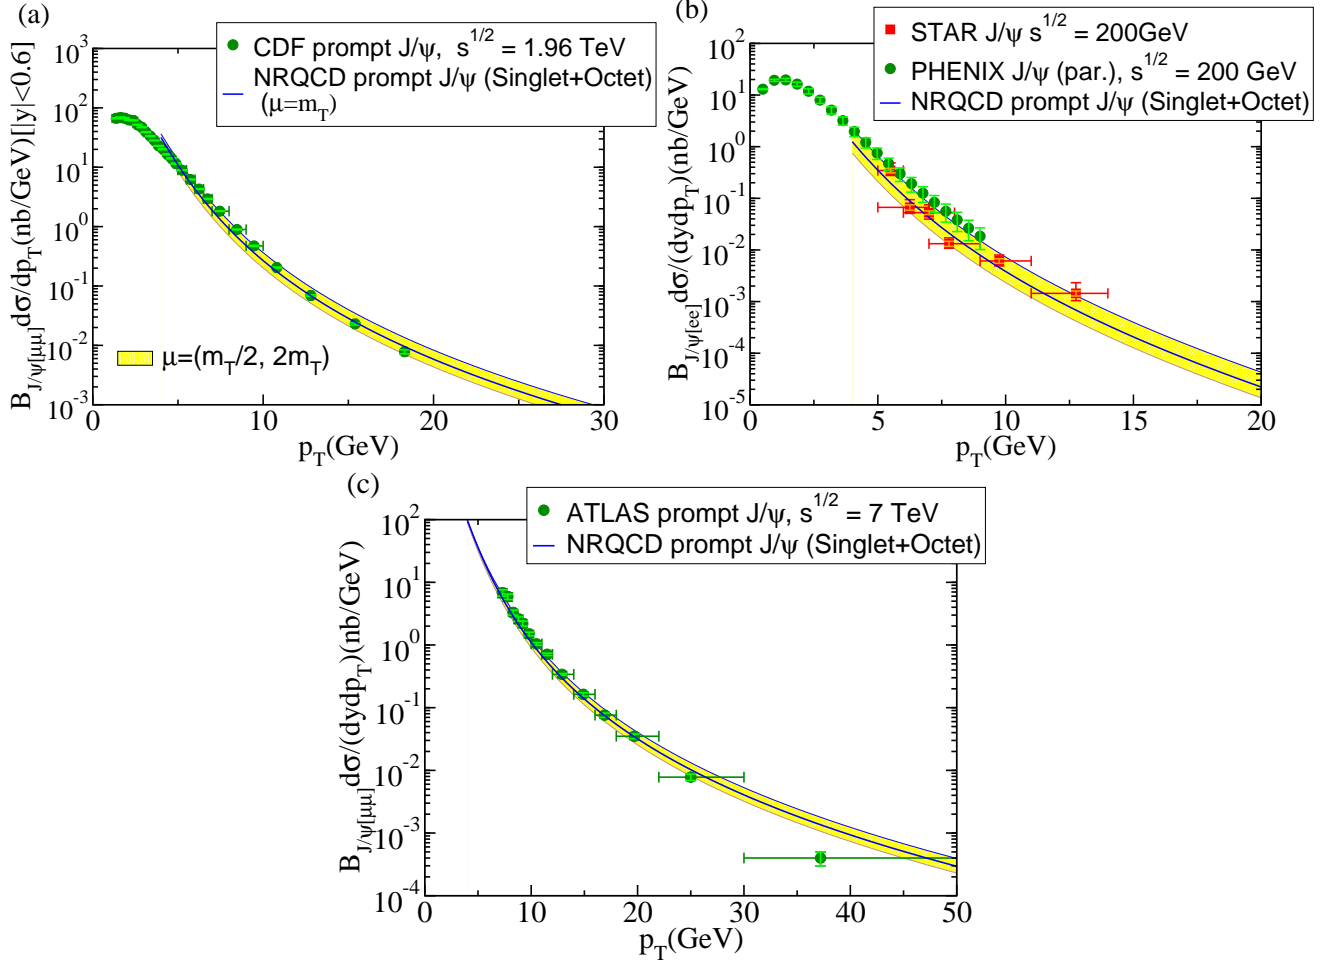 (a)
CDF prompt J/ψ, s^1/2 = 1.96 TeV
NRQCD prompt J/ψ (Singlet+Octet)
(μ=m_T)
B_J/ψ[μμ]dσ/dp_T(nb/GeV)[|y|<0.6]
10^3
10^2
10^1
10^0
10^-1
10^-2
10^-3
μ=(m_T/2, 2m_T)
0
10
20
30
p_T(GeV)
(b)
STAR J/ψ s^1/2 = 200GeV
PHENIX J/ψ (par.), s^1/2 = 200 GeV
NRQCD prompt J/ψ (Singlet+Octet)
B_J/ψ[ee]dσ/(dydp_T)(nb/GeV)
10^2
10^1
10^0
10^-1
10^-2
10^-3
10^-4
10^-5
0
5
10
15
20
p_T(GeV)
(c)
ATLAS prompt J/ψ, s^1/2 = 7 TeV
NRQCD prompt J/ψ (Singlet+Octet)
B_J/ψ[μμ]dσ/(dydp_T)(nb/GeV)
10^2
10^1
10^0
10^-1
10^-2
10^-3
10^-4
0
10
20
30
40
50
p_T(GeV)